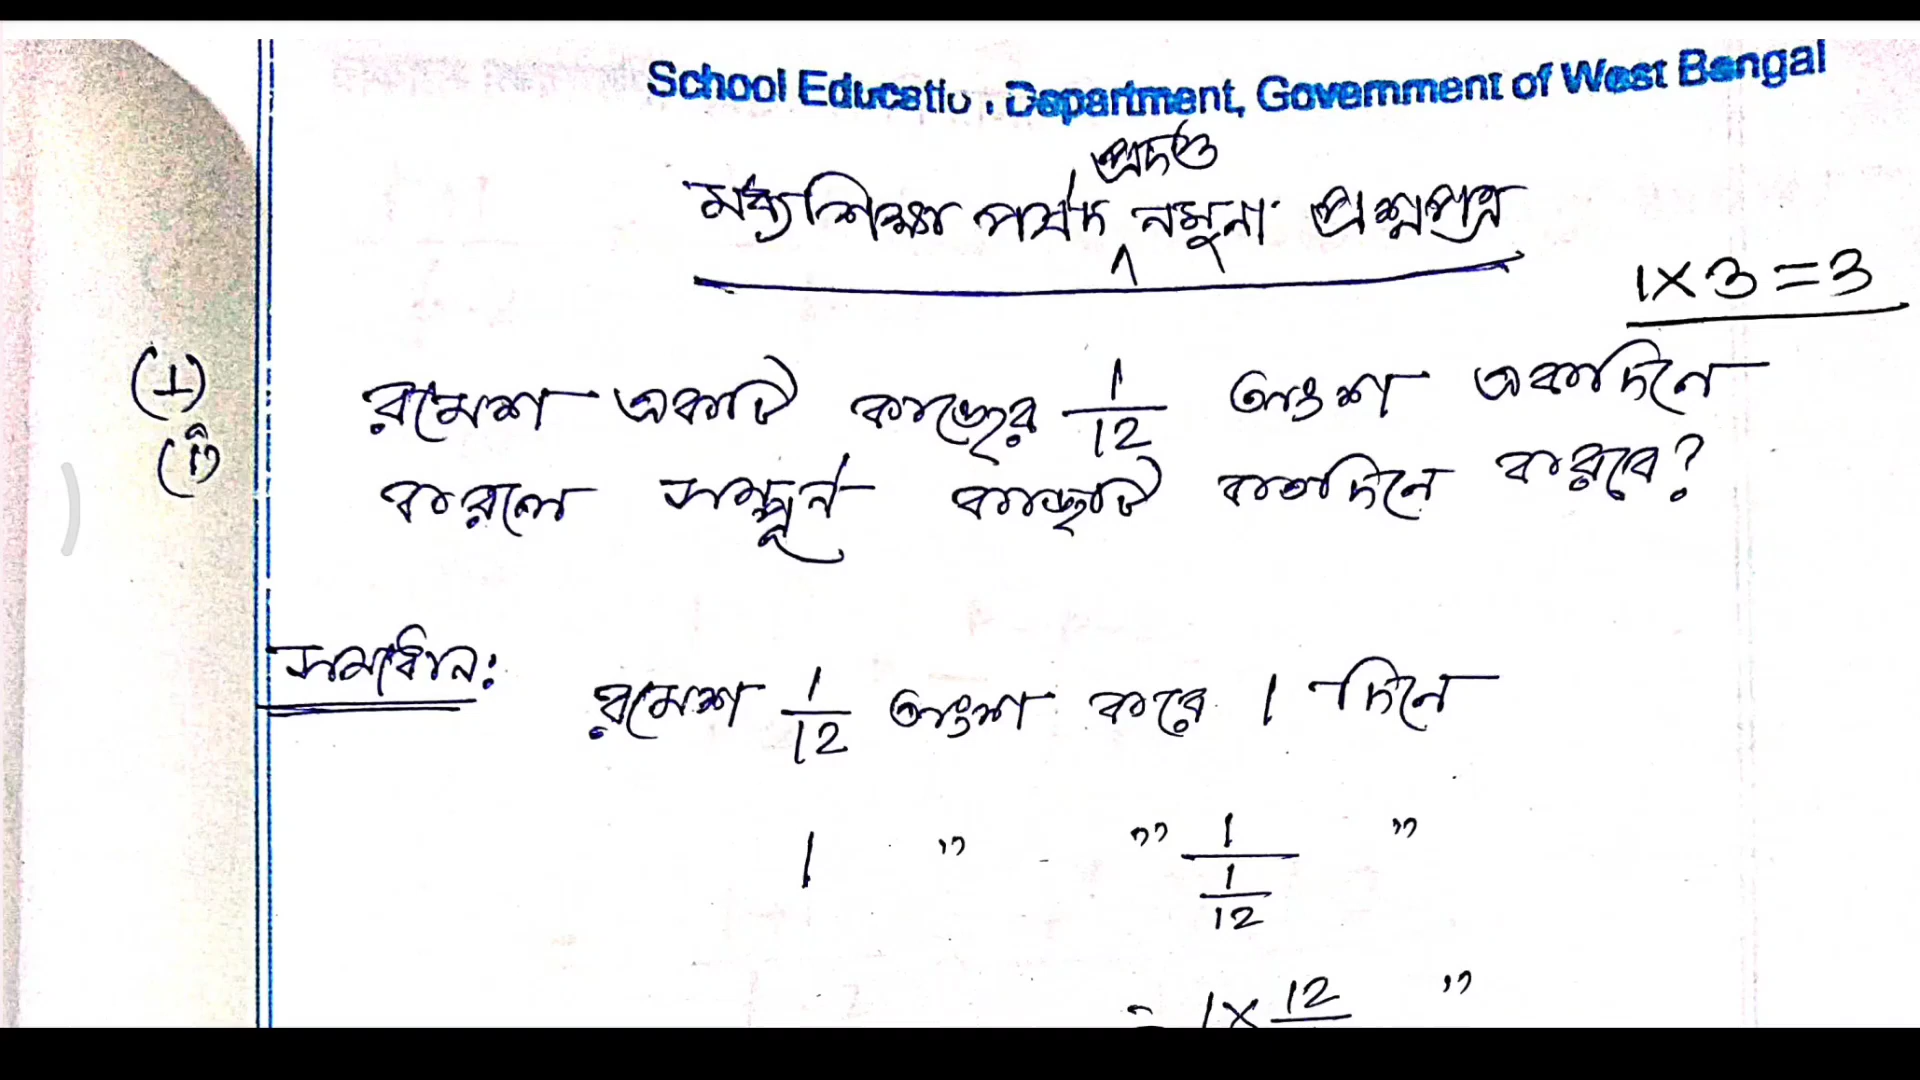 School Education Department, Government of West Bengal
প্রদত্ত
মধ্যশিক্ষা পর্ষদ ^ নমুনা প্রশ্নপত্র
1×3=3
(1)
(i) রমেশ একটি কাজের 1/12 অংশ একদিনে
করলে সম্পূর্ন কাজটি কতদিনে করবে?
সমাধান:
রমেশ 1/12 অংশ করে 1 দিনে
1 " " 1/(1/12) "
= 1× 12 "